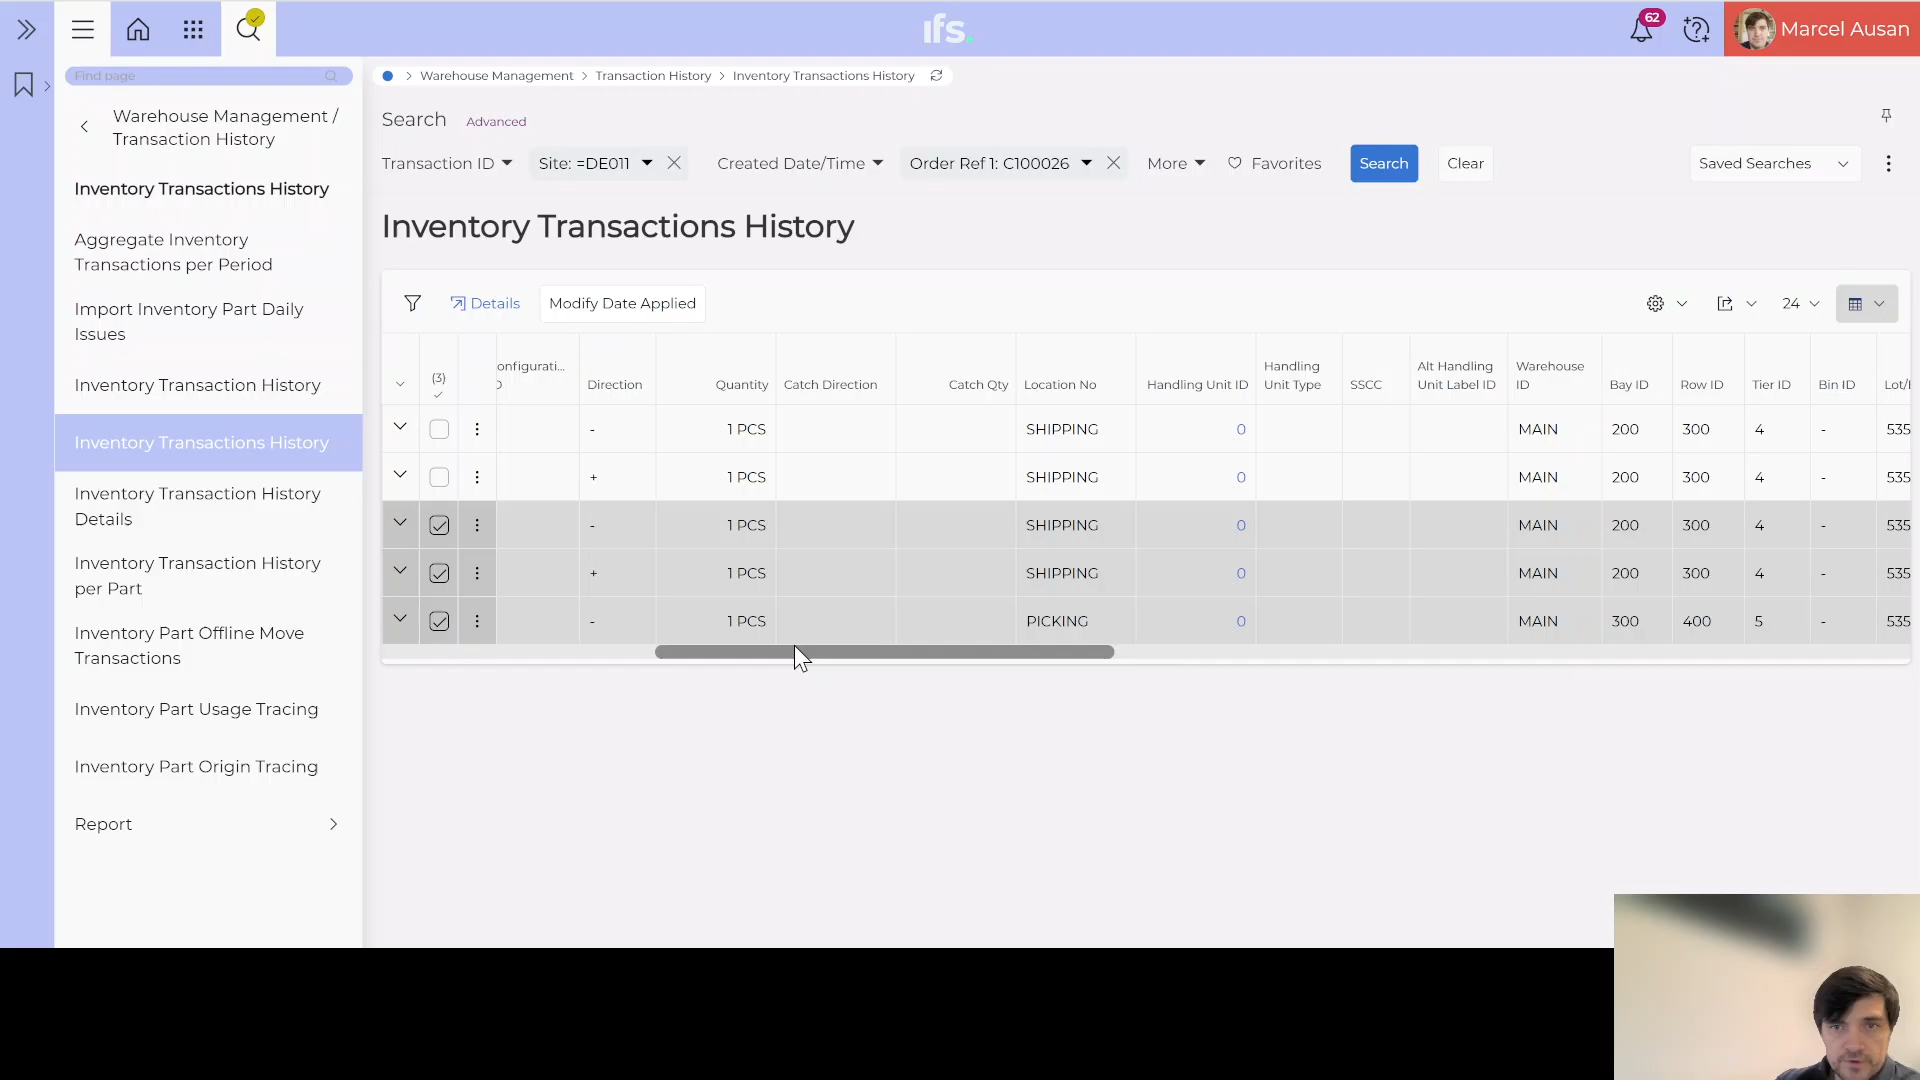 ifs.
62
Marcel Ausan
Find page
Warehouse Management > Transaction History > Inventory Transactions History
Warehouse Management /
Transaction History
Inventory Transactions History
Aggregate Inventory
Transactions per Period
Import Inventory Part Daily
Issues
Inventory Transaction History
Inventory Transactions History
Inventory Transaction History
Details
Inventory Transaction History
per Part
Inventory Part Offline Move
Transactions
Inventory Part Usage Tracing
Inventory Part Origin Tracing
Report
Search Advanced
Transaction ID Site: =DE011 Created Date/Time Order Ref 1: C100026 More Favorites Search Clear Saved Searches
Inventory Transactions History
Details Modify Date Applied 24
(3) onfigurati... Direction Quantity Catch Direction Catch Qty Location No Handling Unit ID Handling Unit Type SSCC Alt Handling Unit Label ID Warehouse ID Bay ID Row ID Tier ID Bin ID Lot/
- 1 PCS SHIPPING 0 MAIN 200 300 4 - 535
+ 1 PCS SHIPPING 0 MAIN 200 300 4 - 535
- 1 PCS SHIPPING 0 MAIN 200 300 4 - 535
+ 1 PCS SHIPPING 0 MAIN 200 300 4 - 535
- 1 PCS PICKING 0 MAIN 300 400 5 - 535